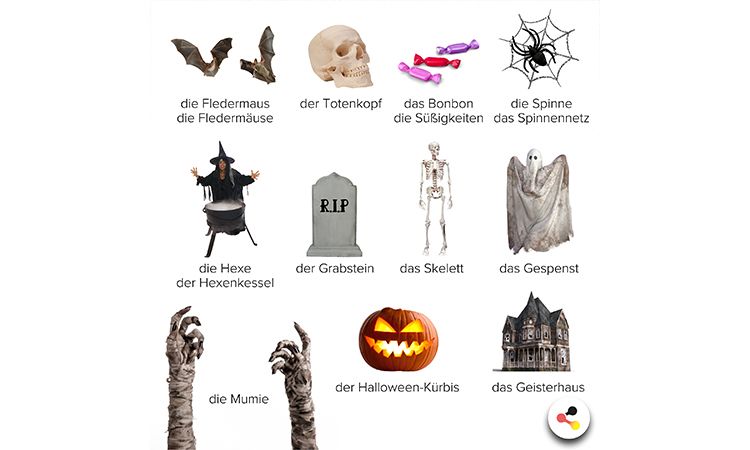 die Fledermaus
die Fledermäuse
der Totenkopf
das Bonbon
die Süßigkeiten
die Spinne
das Spinnennetz
R.I.P
die Hexe
der Hexenkessel
der Grabstein
das Skelett
das Gespenst
die Mumie
der Halloween-Kürbis
das Geisterhaus